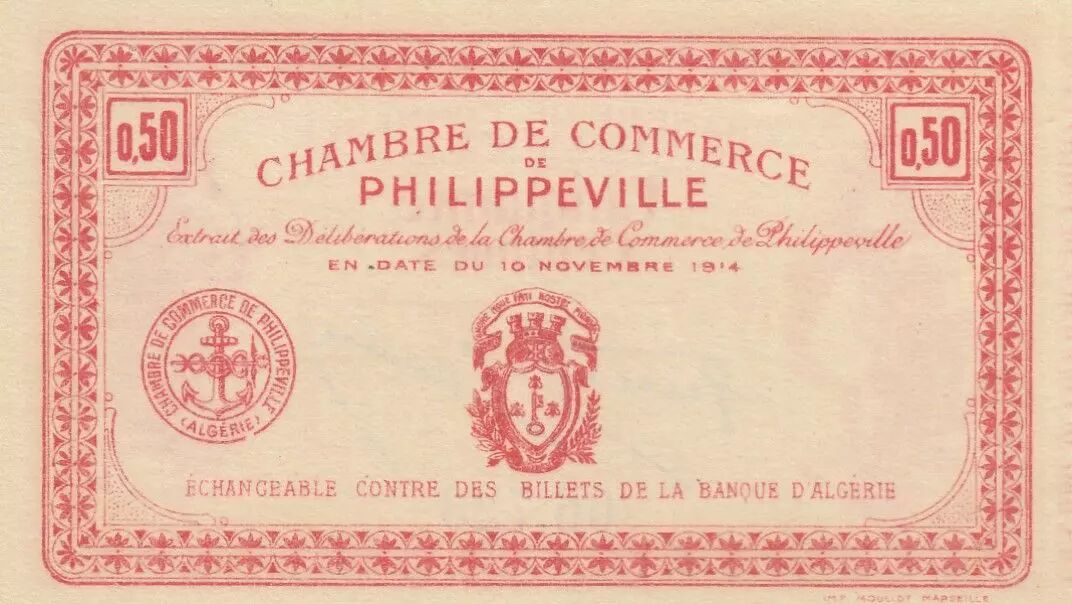 0,50
0,50
CHAMBRE DE COMMERCE
DE
PHILIPPEVILLE
Extrait des Délibérations de la Chambre de Commerce de Philippeville
EN DATE DU 10 NOVEMBRE 1914
CHAMBRE DE COMMERCE DE PHILIPPEVILLE
(ALGÉRIE)
ÉCHANGEABLE CONTRE DES BILLETS DE LA BANQUE D'ALGÉRIE
IMP. MOULLOT MARSEILLE